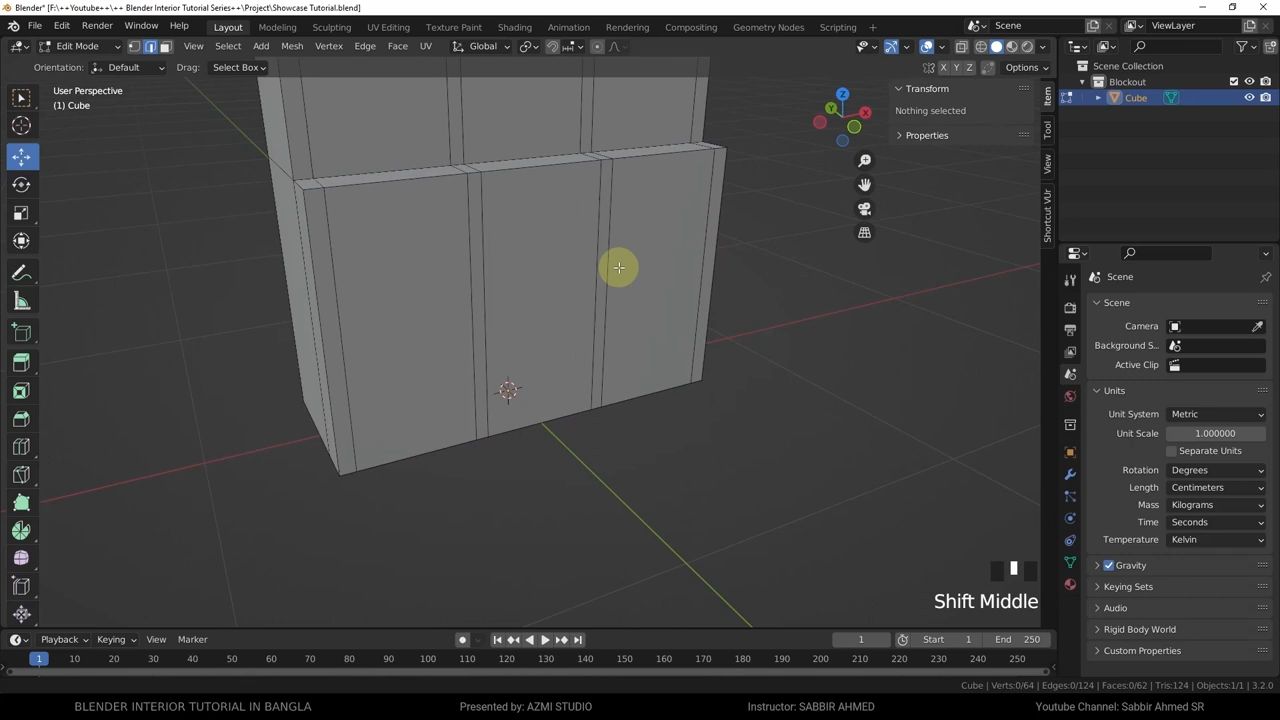 Blender* [F:\++Youtube++\++ Blender Interior Tutorial Series++\Project\Showcase Tutorial.blend]
File Edit Render Window Help Layout Modeling Sculpting UV Editing Texture Paint Shading Animation Rendering Compositing Geometry Nodes Scripting Scene ViewLayer
Edit Mode View Select Add Mesh Vertex Edge Face UV Global
Orientation: Default Drag: Select Box X Y Z Options
User Perspective
(1) Cube
Transform
Nothing selected
Properties
Item
Tool
View
Shortcut VUr
Z
Y
X
Scene Collection
Blockout
Cube
Scene
Scene
Camera
Background S...
Active Clip
Units
Unit System Metric
Unit Scale 1.000000
Separate Units
Rotation Degrees
Length Centimeters
Mass Kilograms
Time Seconds
Temperature Kelvin
Gravity
Keying Sets
Audio
Rigid Body World
Custom Properties
Shift Middle
Playback Keying View Marker 1 Start 1 End 250
1 10 20 30 40 50 60 70 80 90 100 110 120 130 140 150 160 170 180 190 200 210 220 230 240 250
Cube | Verts:0/64 | Edges:0/124 | Faces:0/62 | Tris:124 | Objects:1/1 | 3.2.0
BLENDER INTERIOR TUTORIAL IN BANGLA Presented by: AZMI STUDIO Instructor: SABBIR AHMED Youtube Channel: Sabbir Ahmed SR